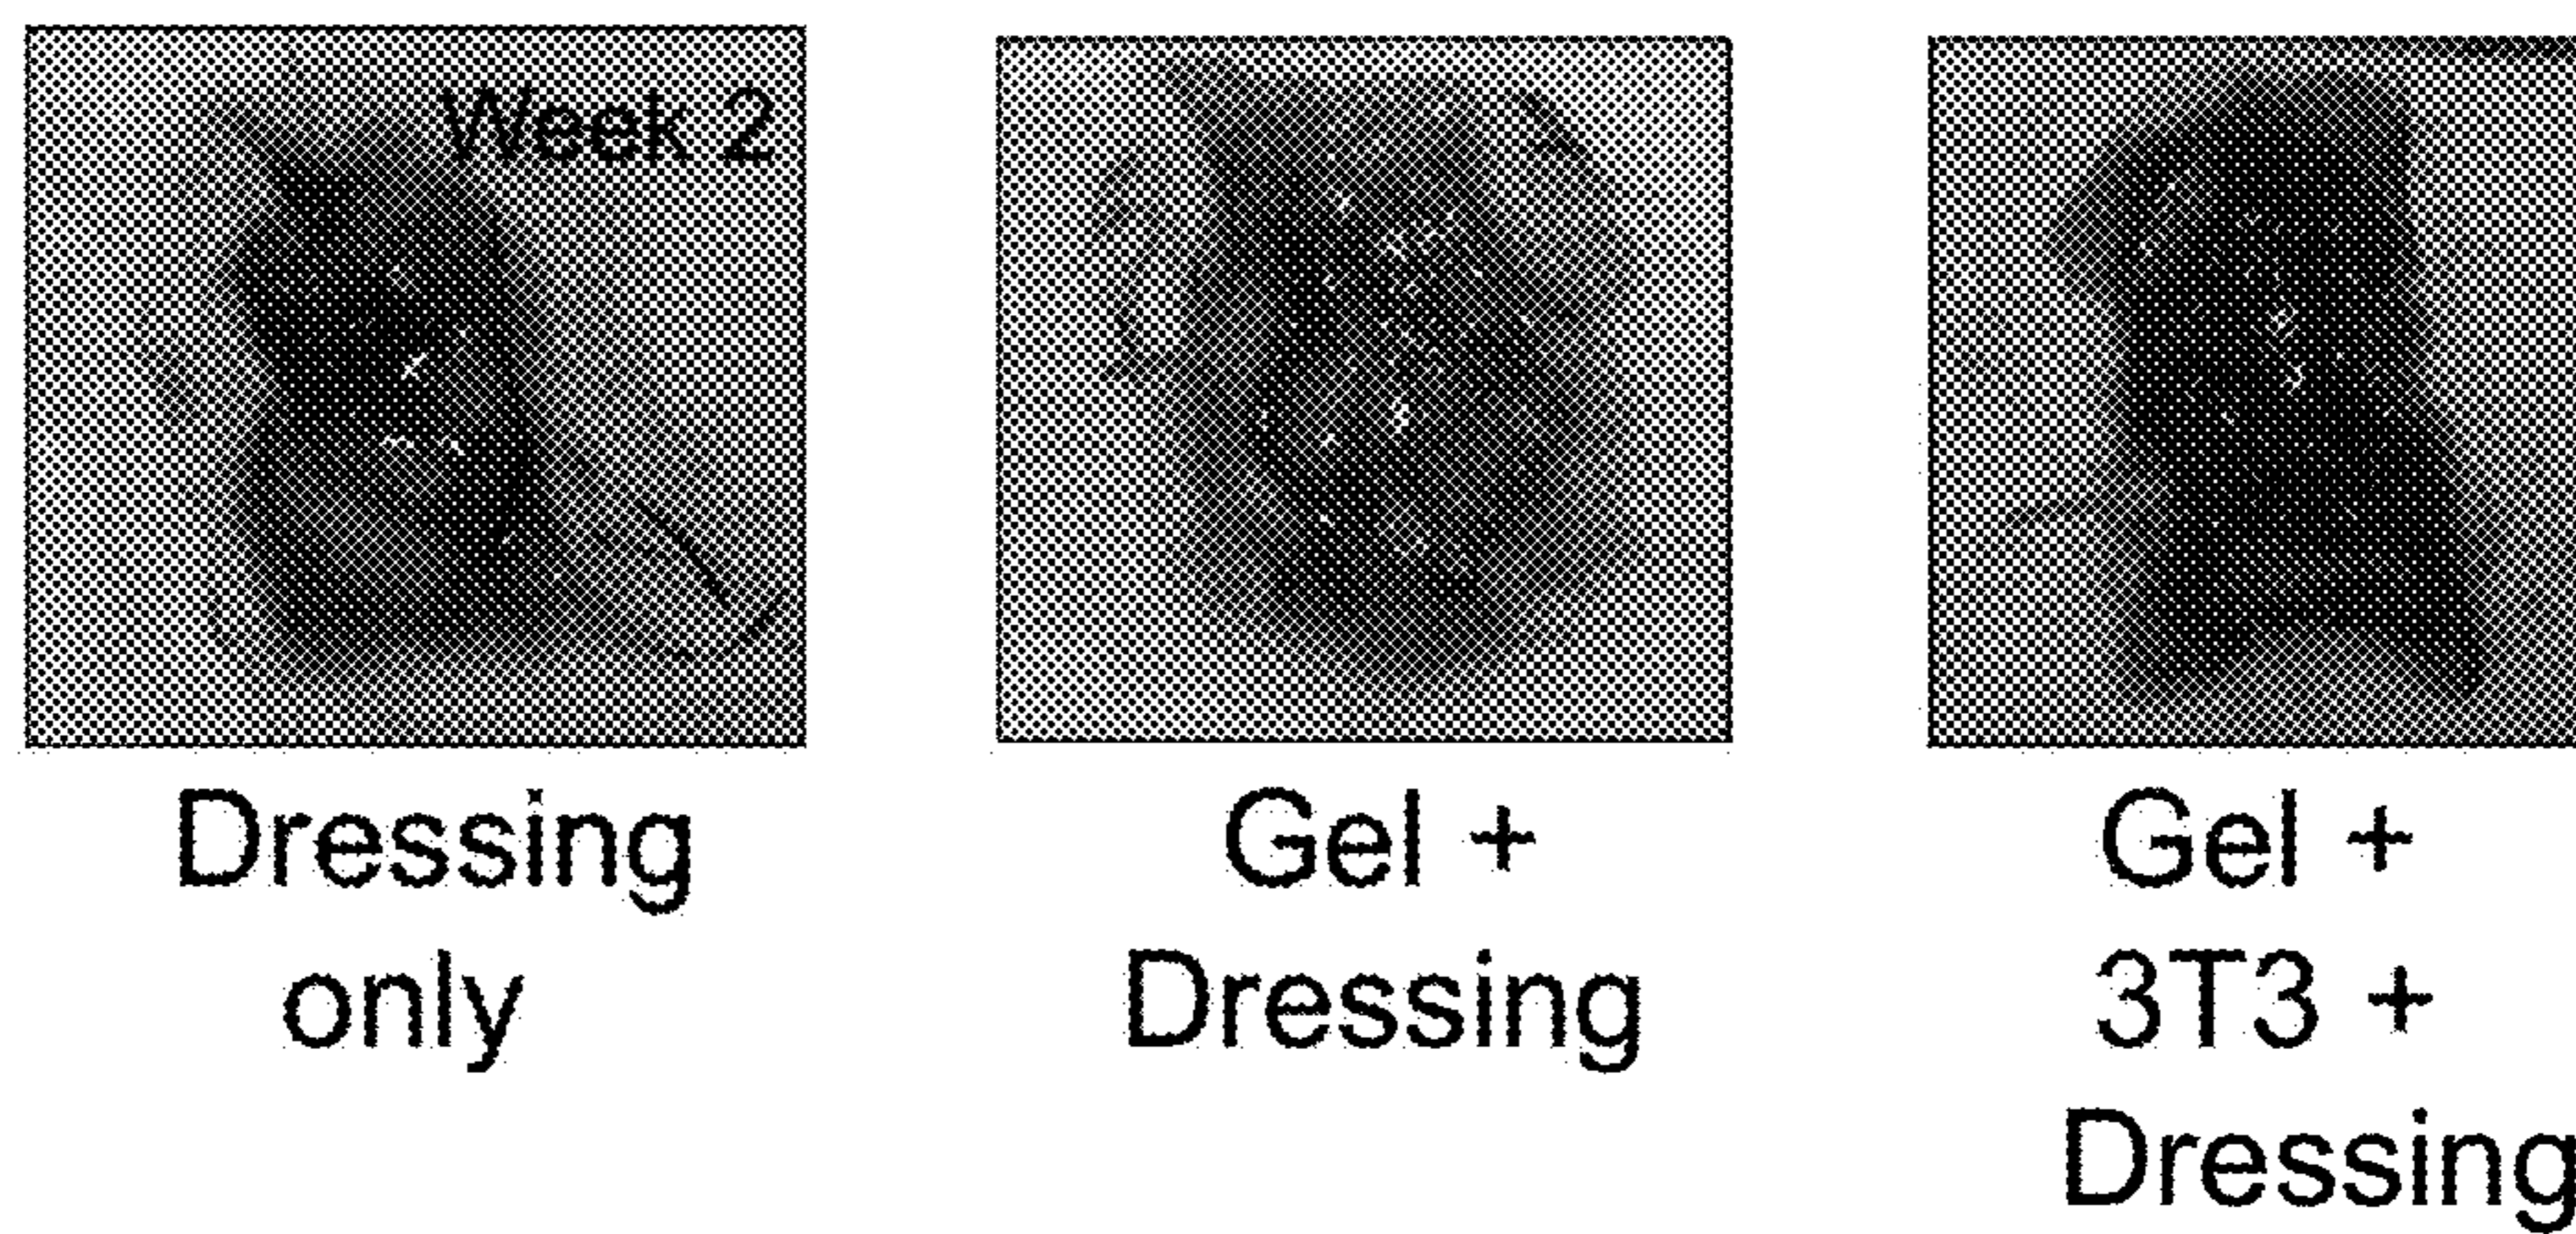 Week 2
Dressing
only
Gel +
Dressing
Gel +
3T3 +
Dressing